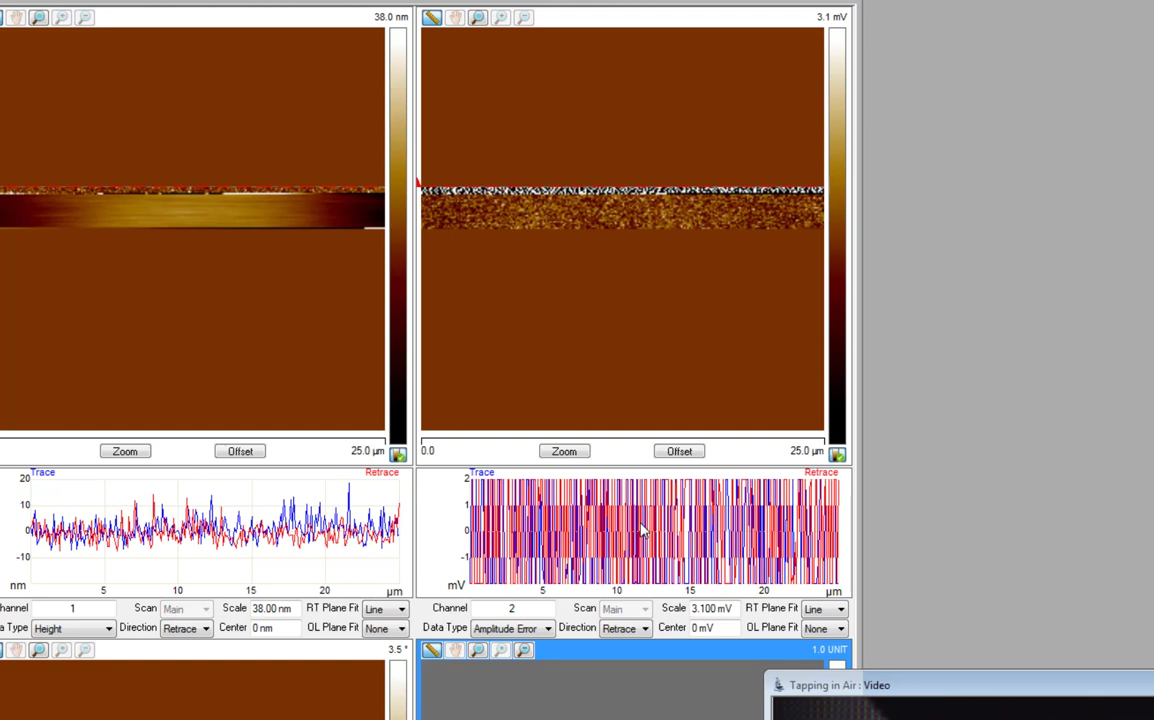 38.0 nm
3.1 mV
Zoom
Offset
25.0 µm
0.0
Zoom
Offset
25.0 µm
Trace
Retrace
20
10
0
-10
nm
5
10
15
20
µm
Trace
Retrace
2
1
0
-1
mV
5
10
15
20
µm
hannel
1
Scan
Main
Scale
38.00 nm
RT Plane Fit
Line
a Type
Height
Direction
Retrace
Center
0 nm
OL Plane Fit
None
Channel
2
Scan
Main
Scale
3.100 mV
RT Plane Fit
Line
Data Type
Amplitude Error
Direction
Retrace
Center
0 mV
OL Plane Fit
None
3.5 °
1.0 UNIT
Tapping in Air : Video